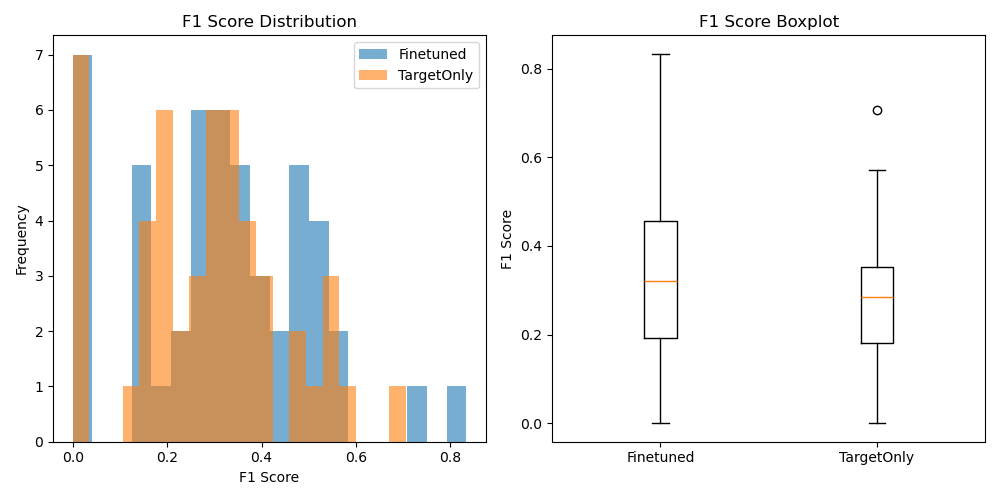 F1 Score Distribution
Finetuned
TargetOnly
Frequency
7
6
5
4
3
2
1
0
0.0 0.2 0.4 0.6 0.8
F1 Score
F1 Score Boxplot
F1 Score
0.8
0.6
0.4
0.2
0.0
Finetuned TargetOnly